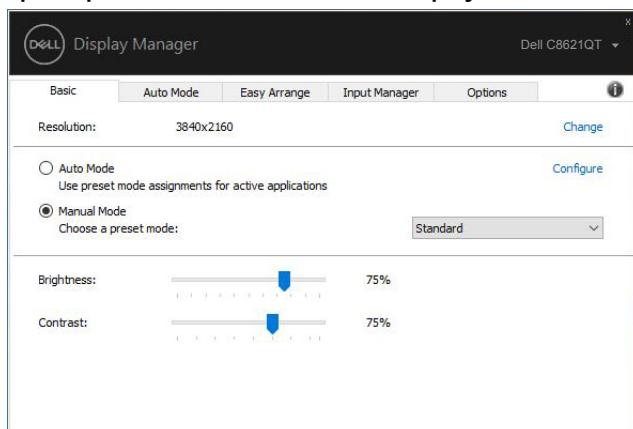 DELL Display Manager
Dell C8621QT
x
Basic Auto Mode Easy Arrange Input Manager Options
Resolution: 3840x2160 Change
Auto Mode Configure
Use preset mode assignments for active applications
Manual Mode
Choose a preset mode: Standard
Brightness: 75%
Contrast: 75%